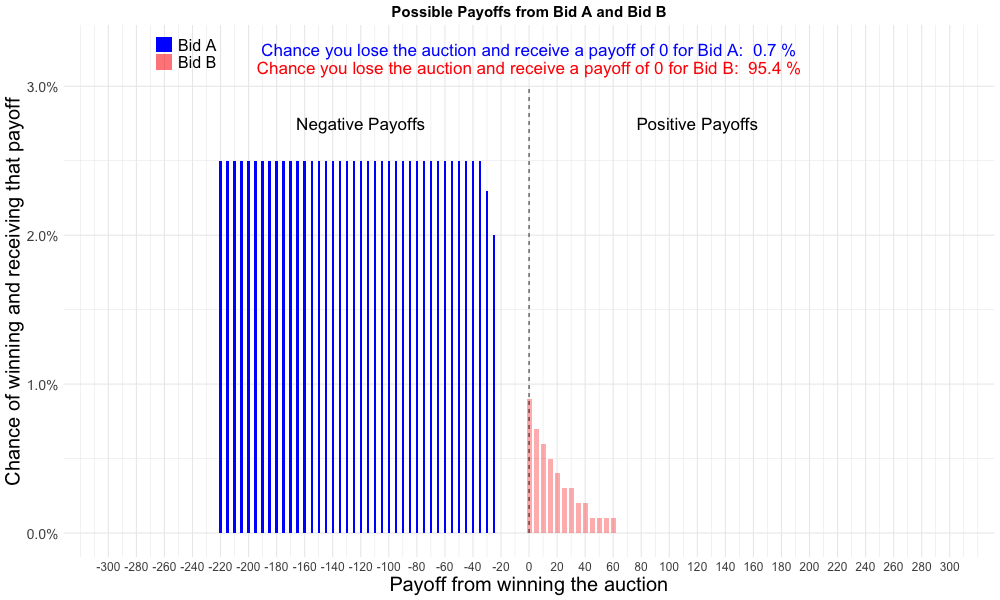 Possible Payoffs from Bid A and Bid B
Bid A
Bid B
Chance you lose the auction and receive a payoff of 0 for Bid A:  0.7 %
Chance you lose the auction and receive a payoff of 0 for Bid B:  95.4 %
Negative Payoffs
Positive Payoffs
Chance of winning and receiving that payoff
3.0%
2.0%
1.0%
0.0%
-300 -280 -260 -240 -220 -200 -180 -160 -140 -120 -100 -80 -60 -40 -20 0 20 40 60 80 100 120 140 160 180 200 220 240 260 280 300
Payoff from winning the auction